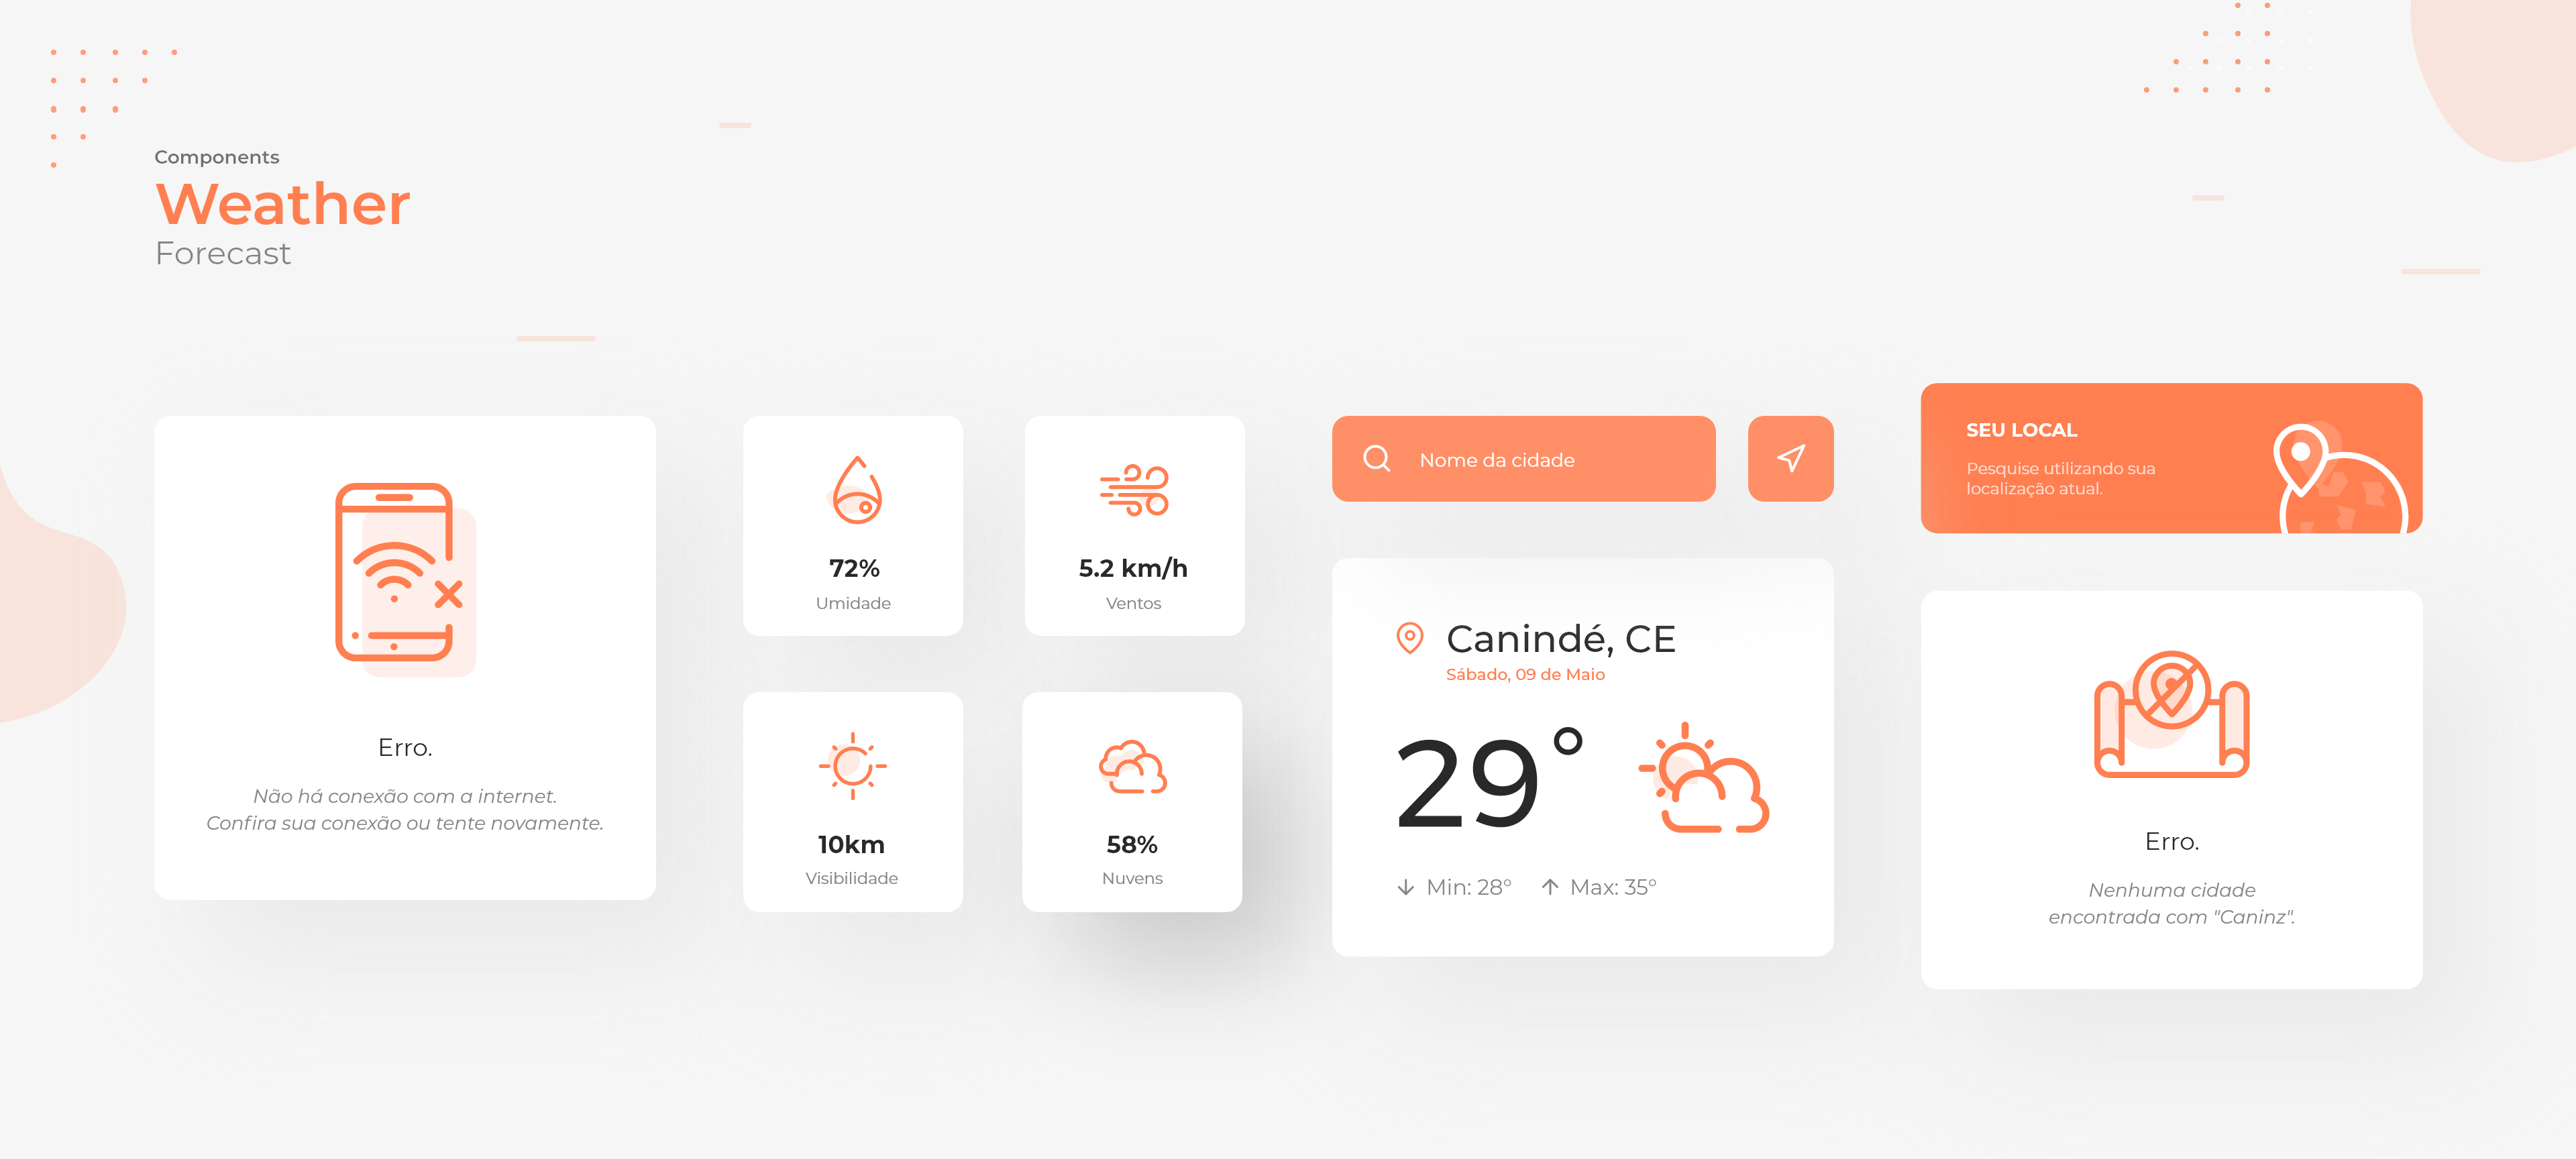 Components
Weather
Forecast
Erro.
Não há conexão com a internet.
Confira sua conexão ou tente novamente.
72%
Umidade
5.2 km/h
Ventos
10km
Visibilidade
58%
Nuvens
Nome da cidade
Canindé, CE
Sábado, 09 de Maio
29°
Min: 28° Max: 35°
SEU LOCAL
Pesquise utilizando sua
localização atual.
Erro.
Nenhuma cidade
encontrada com "Caninz".